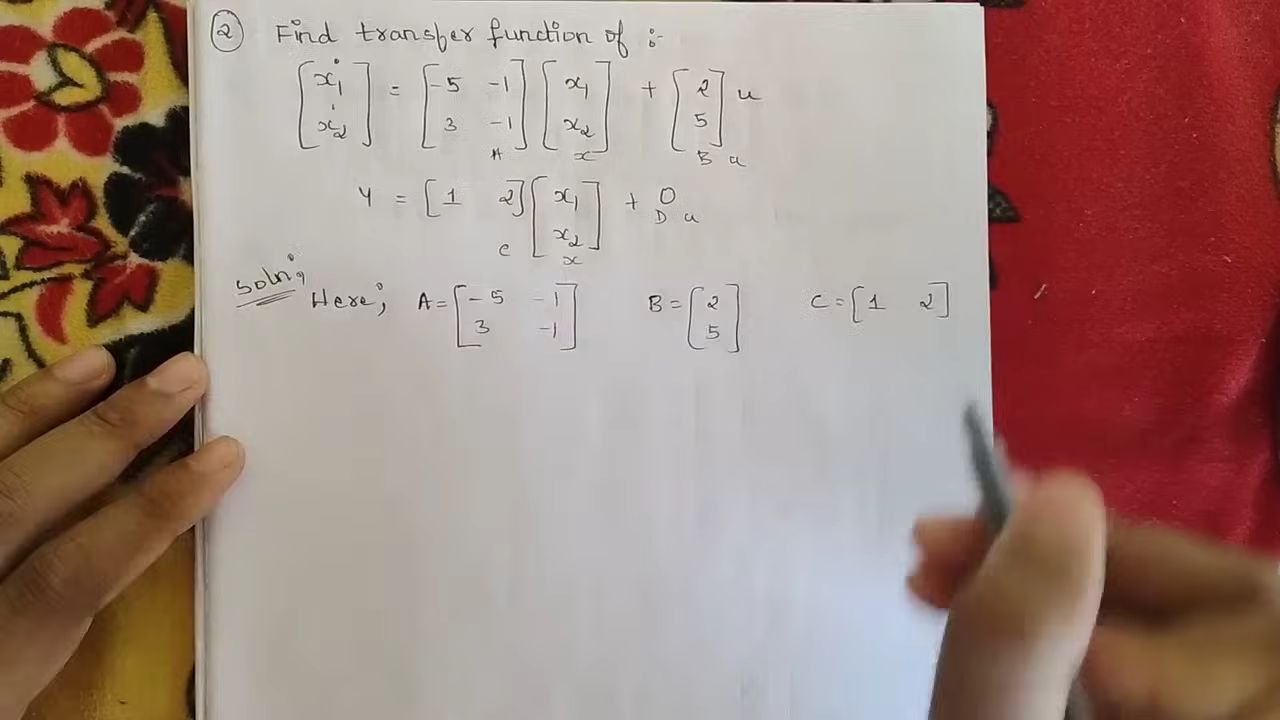 ② Find transfer function of :-
[ẋ1 ẋ2] = [-5 -1 3 -1] [x1 x2] + [2 5] u
A x B u
Y = [1 2] [x1 x2] + 0
C x D u
Soln; Here; A = [-5 -1 3 -1] B = [2 5] C = [1 2]